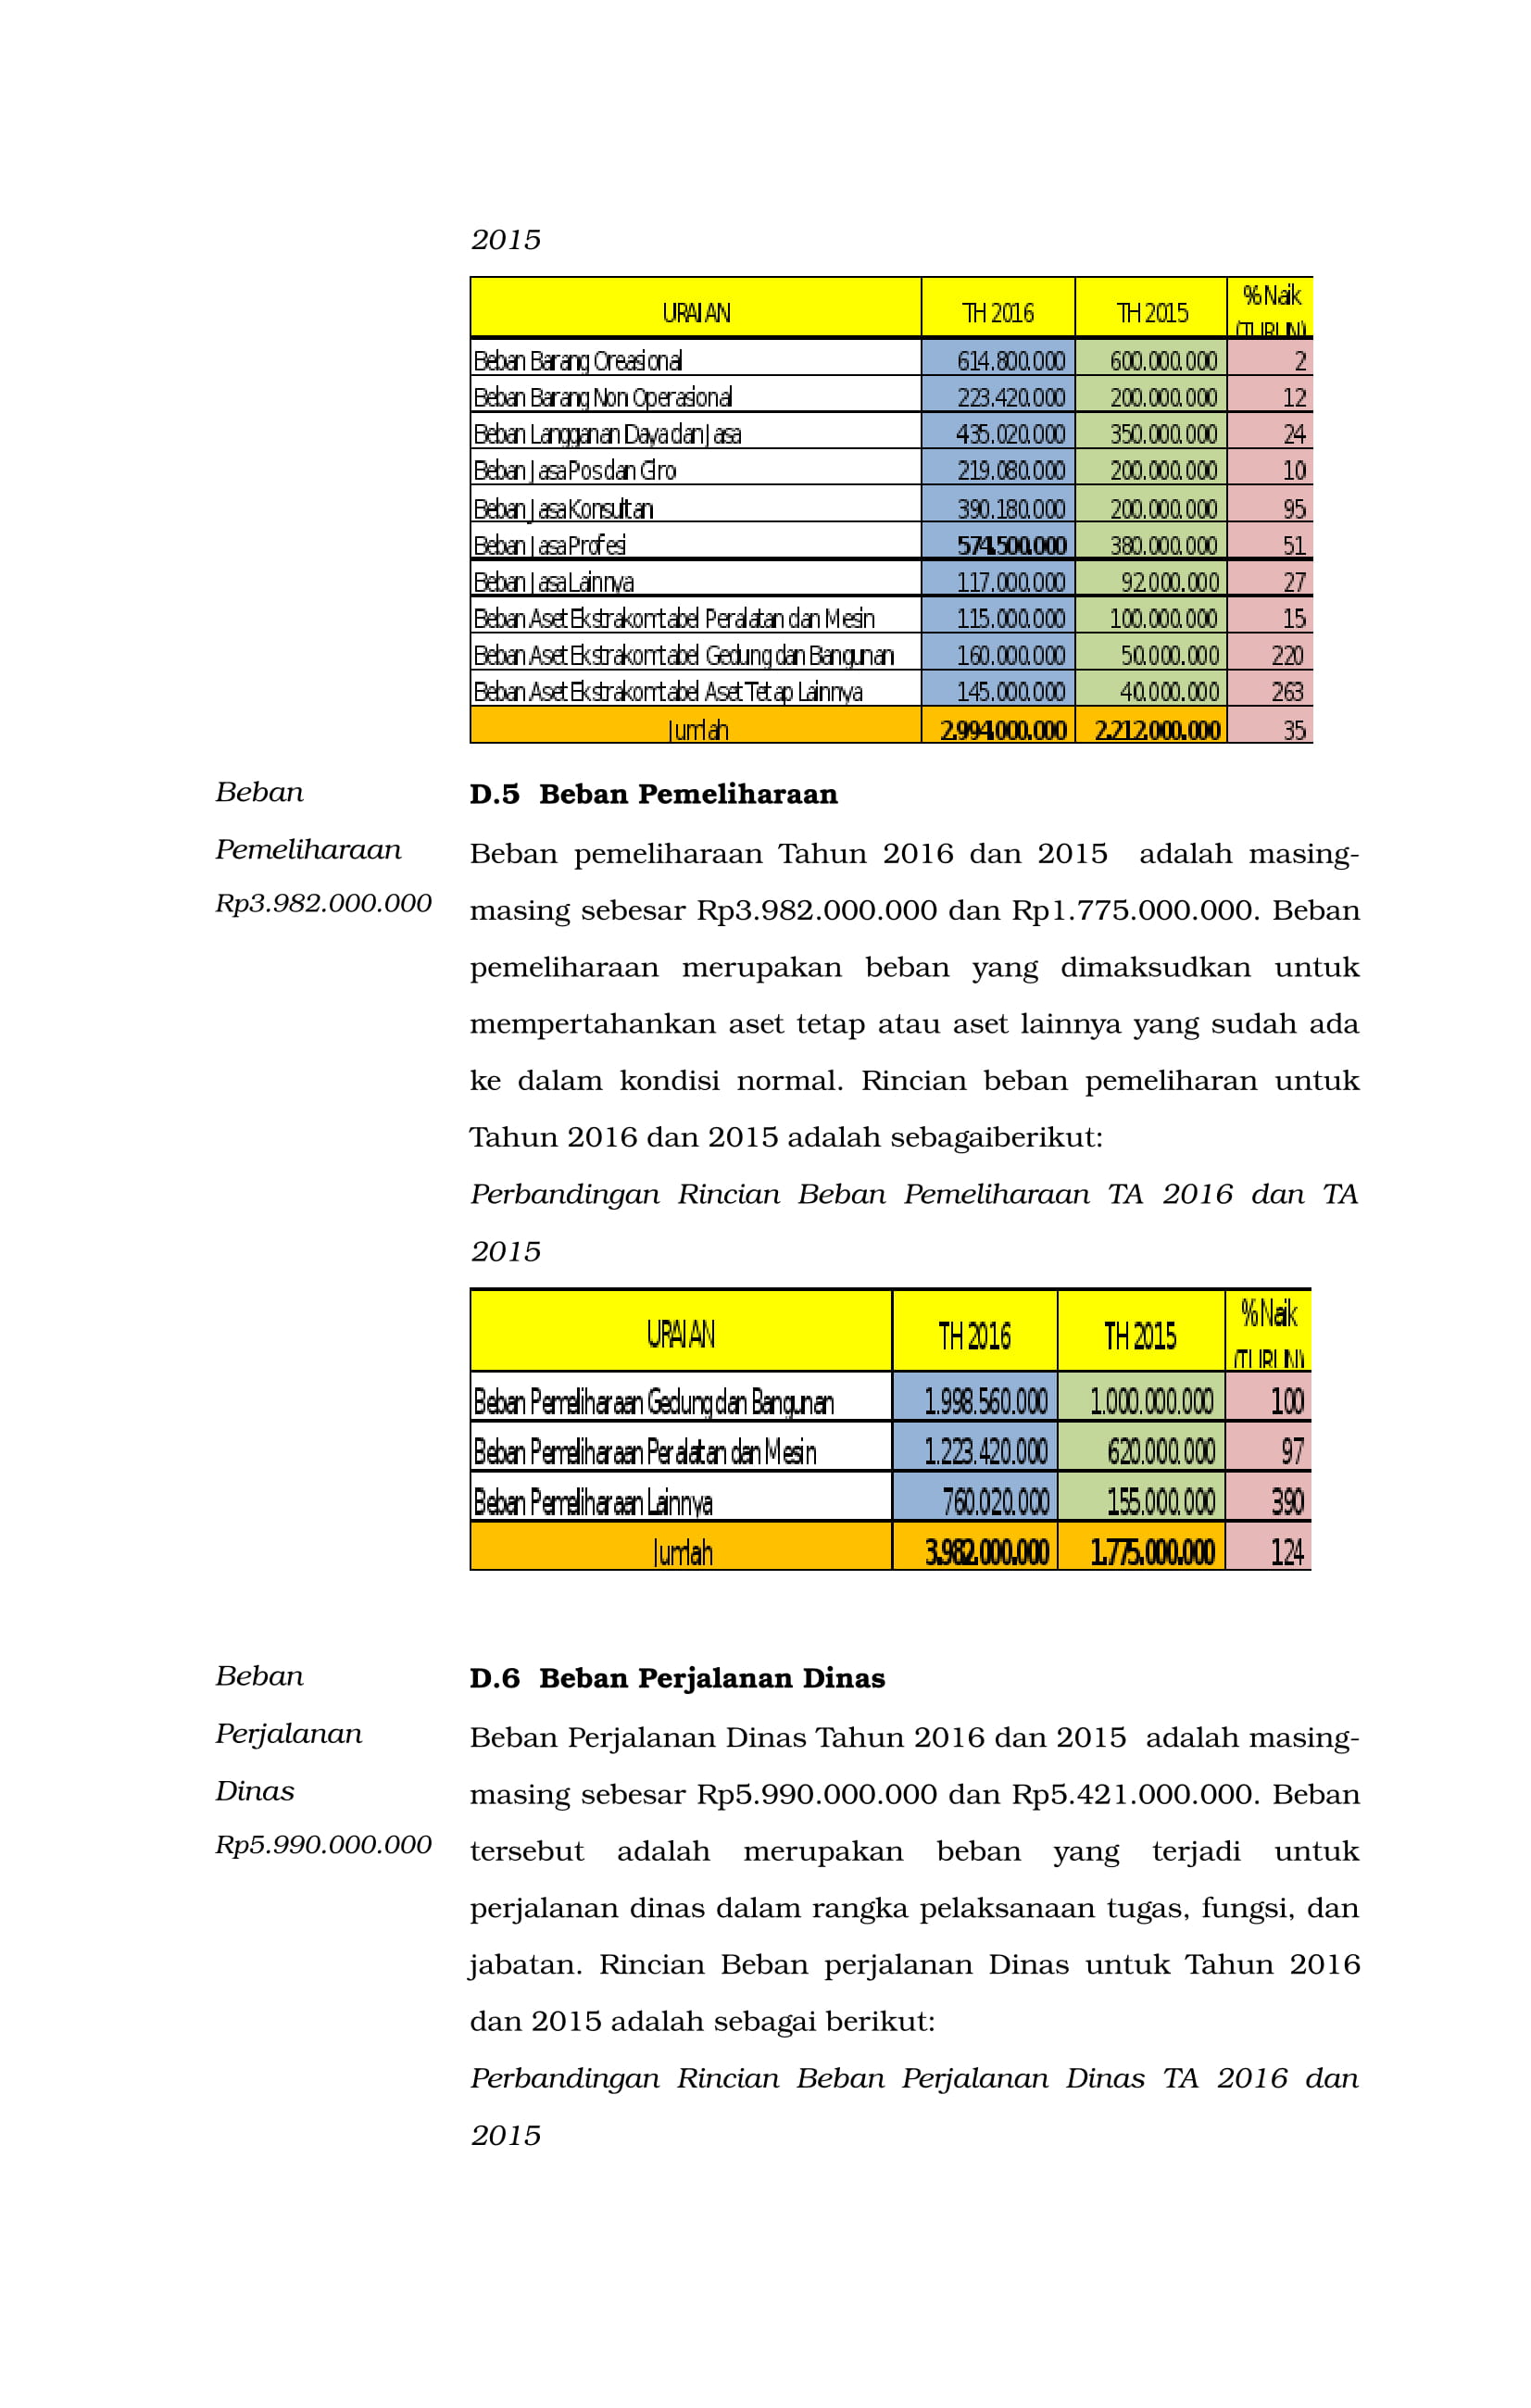 2015
URAIAN TH 2016 TH 2015 % Naik
(TURUN)
Beban Barang Oreasional 614.800.000 600.000.000 2
Beban Barang Non Operasional 223.420.000 200.000.000 12
Beban Langganan Daya dan Jasa 435.020.000 350.000.000 24
Beban Jasa Pos dan Giro 219.080.000 200.000.000 10
Beban Jasa Konsultan 390.180.000 200.000.000 95
Beban Jasa Profesi 574.500.000 380.000.000 51
Beban Jasa Lainnya 117.000.000 92.000.000 27
Beban Aset Ekstrakomtabel Peralatan dan Mesin 115.000.000 100.000.000 15
Beban Aset Ekstrakomtabel Gedung dan Bangunan 160.000.000 50.000.000 220
Beban Aset Ekstrakomtabel Aset Tetap Lainnya 145.000.000 40.000.000 263
Jumlah 2.994.000.000 2.212.000.000 35
Beban
Pemeliharaan
Rp3.982.000.000
D.5 Beban Pemeliharaan
Beban pemeliharaan Tahun 2016 dan 2015 adalah masing-
masing sebesar Rp3.982.000.000 dan Rp1.775.000.000. Beban
pemeliharaan merupakan beban yang dimaksudkan untuk
mempertahankan aset tetap atau aset lainnya yang sudah ada
ke dalam kondisi normal. Rincian beban pemeliharan untuk
Tahun 2016 dan 2015 adalah sebagaiberikut:
Perbandingan Rincian Beban Pemeliharaan TA 2016 dan TA
2015
URAIAN TH 2016 TH 2015 % Naik
(TURUN)
Beban Pemeliharaan Gedung dan Bangunan 1.998.560.000 1.000.000.000 100
Beban Pemeliharaan Peralatan dan Mesin 1.223.420.000 620.000.000 97
Beban Pemeliharaan Lainnya 760.020.000 155.000.000 390
Jumlah 3.982.000.000 1.775.000.000 124
Beban
Perjalanan
Dinas
Rp5.990.000.000
D.6 Beban Perjalanan Dinas
Beban Perjalanan Dinas Tahun 2016 dan 2015 adalah masing-
masing sebesar Rp5.990.000.000 dan Rp5.421.000.000. Beban
tersebut adalah merupakan beban yang terjadi untuk
perjalanan dinas dalam rangka pelaksanaan tugas, fungsi, dan
jabatan. Rincian Beban perjalanan Dinas untuk Tahun 2016
dan 2015 adalah sebagai berikut:
Perbandingan Rincian Beban Perjalanan Dinas TA 2016 dan
2015